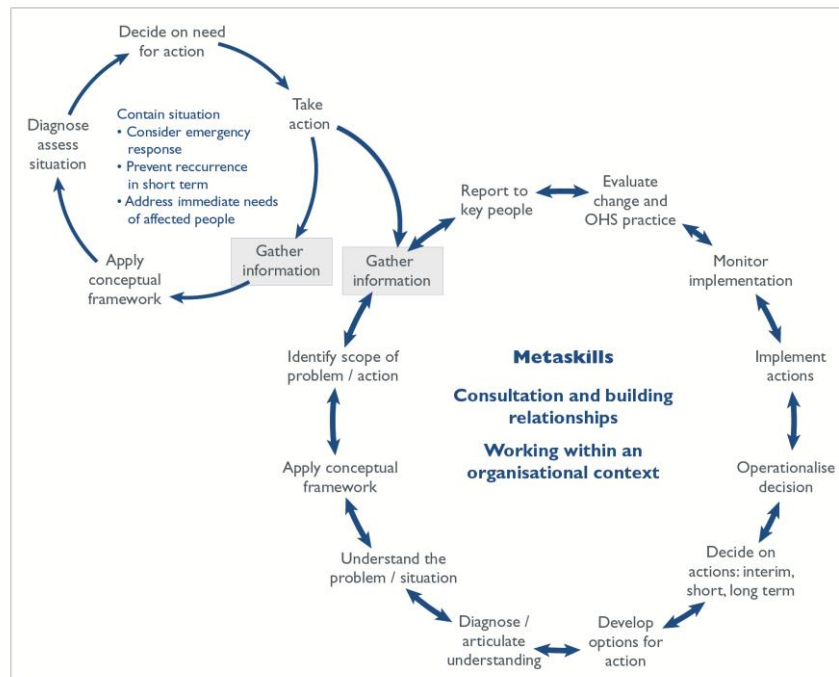 Decide on need
for action
Take
action
Diagnose
assess
situation
Contain situation
• Consider emergency
response
• Prevent reccurrence
in short term
• Address immediate needs
of affected people
Apply
conceptual
framework
Gather
information
Gather
information
Report to
key people
Evaluate
change and
OHS practice
Monitor
implementation
Implement
actions
Operationalise
decision
Decide on
actions: interim,
short, long term
Develop
options for
action
Diagnose /
articulate
understanding
Understand the
problem / situation
Apply conceptual
framework
Identify scope of
problem / action
Metaskills
Consultation and building
relationships
Working within an
organisational context